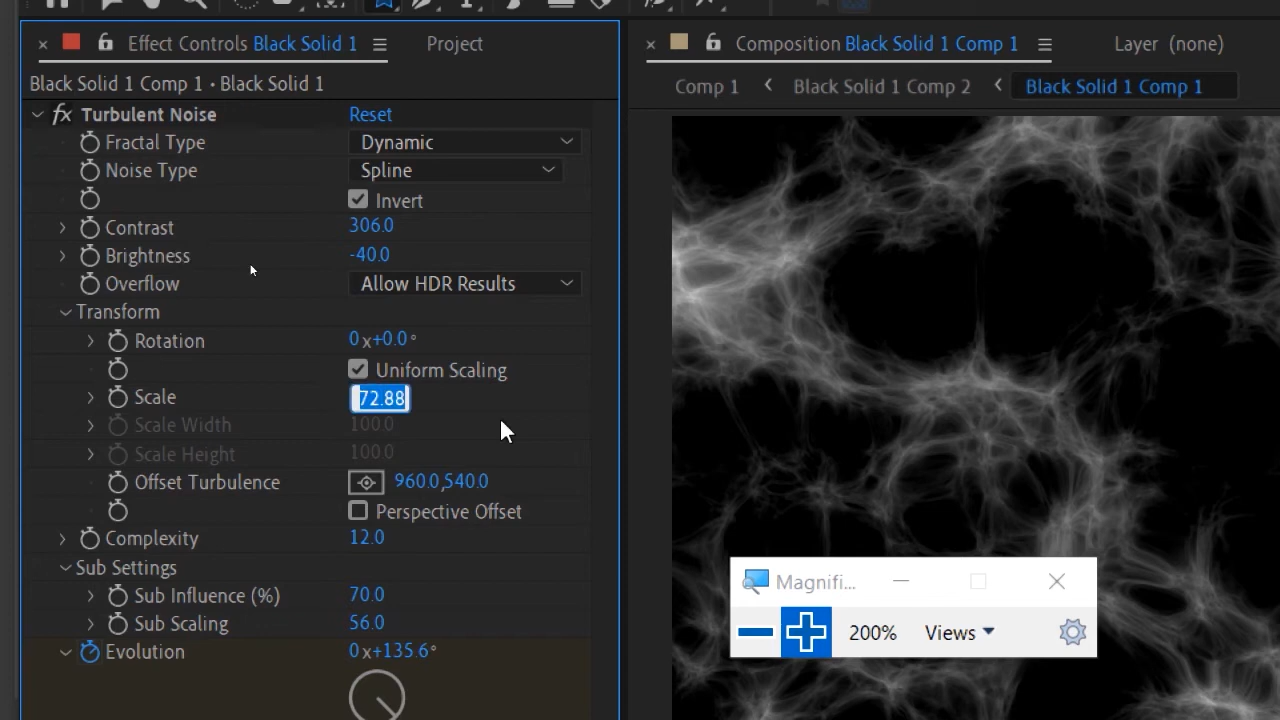 Effect Controls Black Solid 1
Project
Composition Black Solid 1 Comp 1
Layer (none)
Black Solid 1 Comp 1 • Black Solid 1
Comp 1
Black Solid 1 Comp 2
Black Solid 1 Comp 1
fx Turbulent Noise Reset
Fractal Type Dynamic
Noise Type Spline
Invert
Contrast 306.0
Brightness -40.0
Overflow Allow HDR Results
Transform
Rotation 0x+0.0°
Uniform Scaling
Scale 72.88
Scale Width 100.0
Scale Height 100.0
Offset Turbulence 960.0,540.0
Perspective Offset
Complexity 12.0
Sub Settings
Sub Influence (%) 70.0
Sub Scaling 56.0
Evolution 0x+135.6°
Magnifi...
200% Views